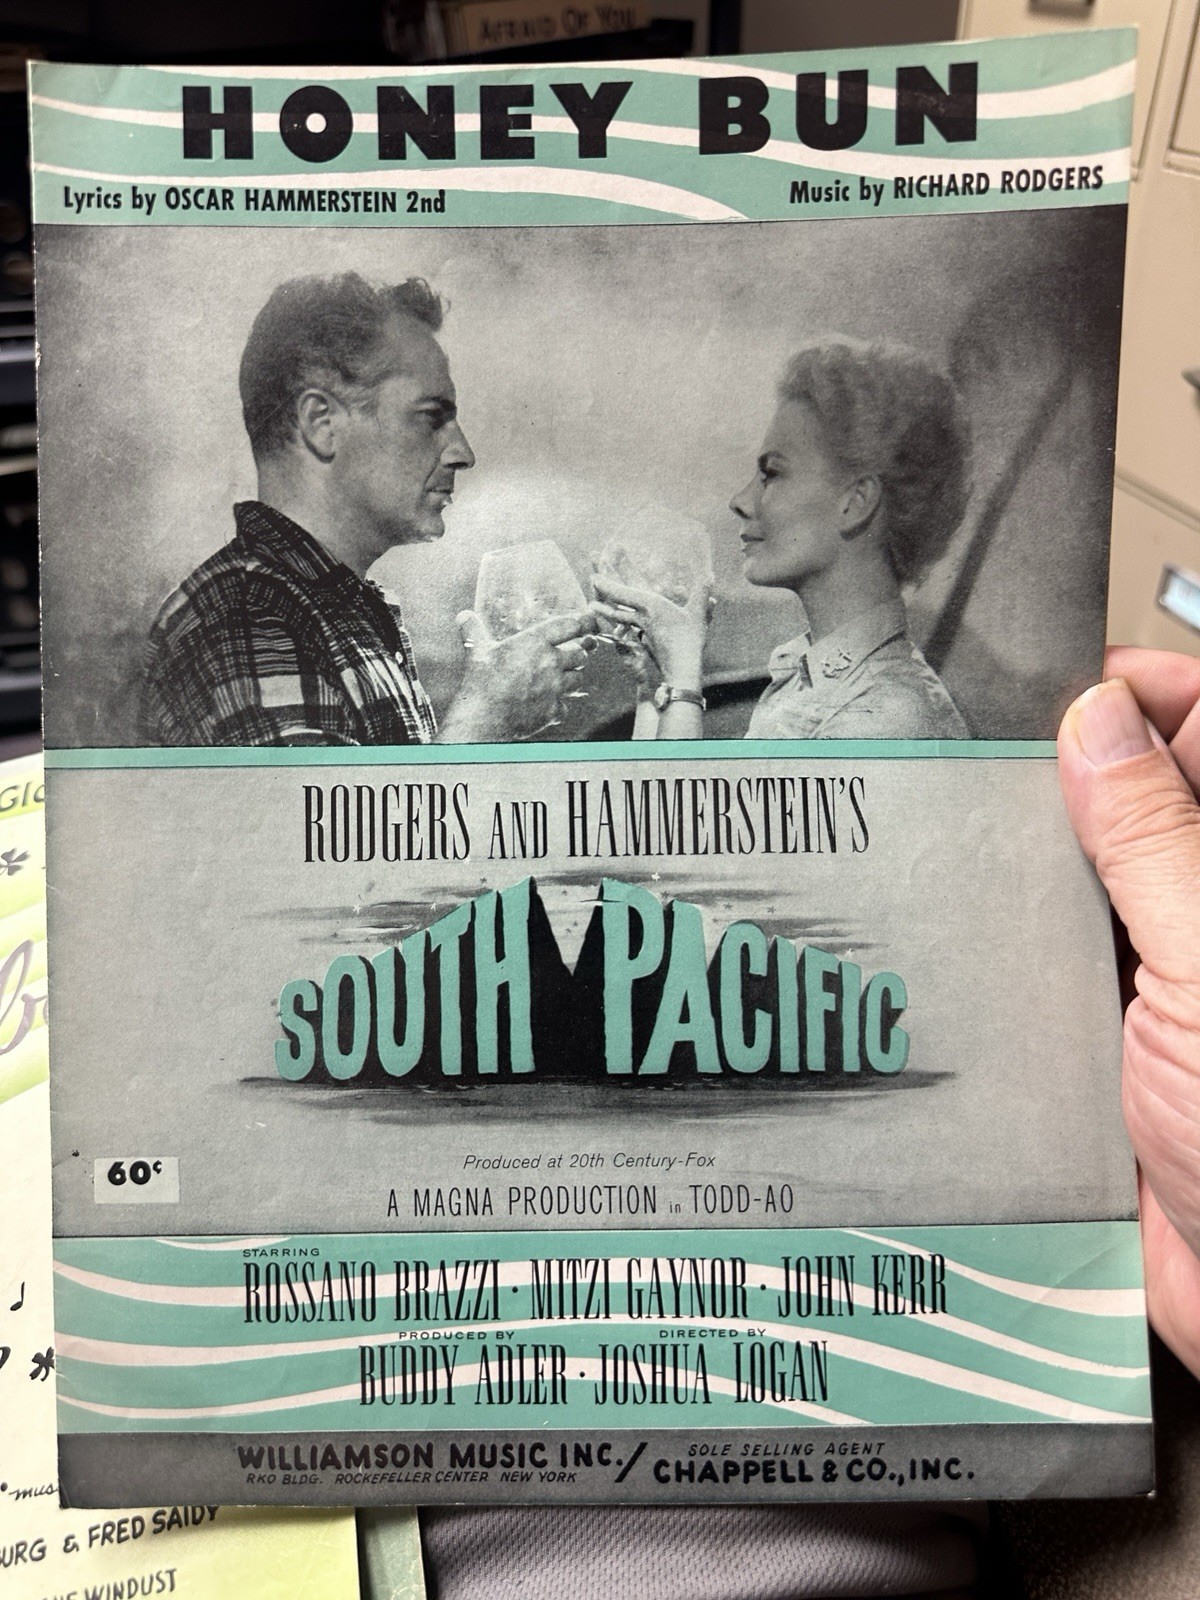 AFRAID OF YOU
HONEY BUN
Lyrics by OSCAR HAMMERSTEIN 2nd
Music by RICHARD RODGERS
RODGERS AND HAMMERSTEIN'S
SOUTH PACIFIC
60¢
Produced at 20th Century-Fox
A MAGNA PRODUCTION in TODD-AO
STARRING
ROSSANO BRAZZI · MITZI GAYNOR · JOHN KERR
PRODUCED BY DIRECTED BY
BUDDY ADLER · JOSHUA LOGAN
WILLIAMSON MUSIC INC. / SOLE SELLING AGENT
RKO BLDG. ROCKEFELLER CENTER NEW YORK CHAPPELL & CO., INC.
& FRED SAIDY
WINDUST